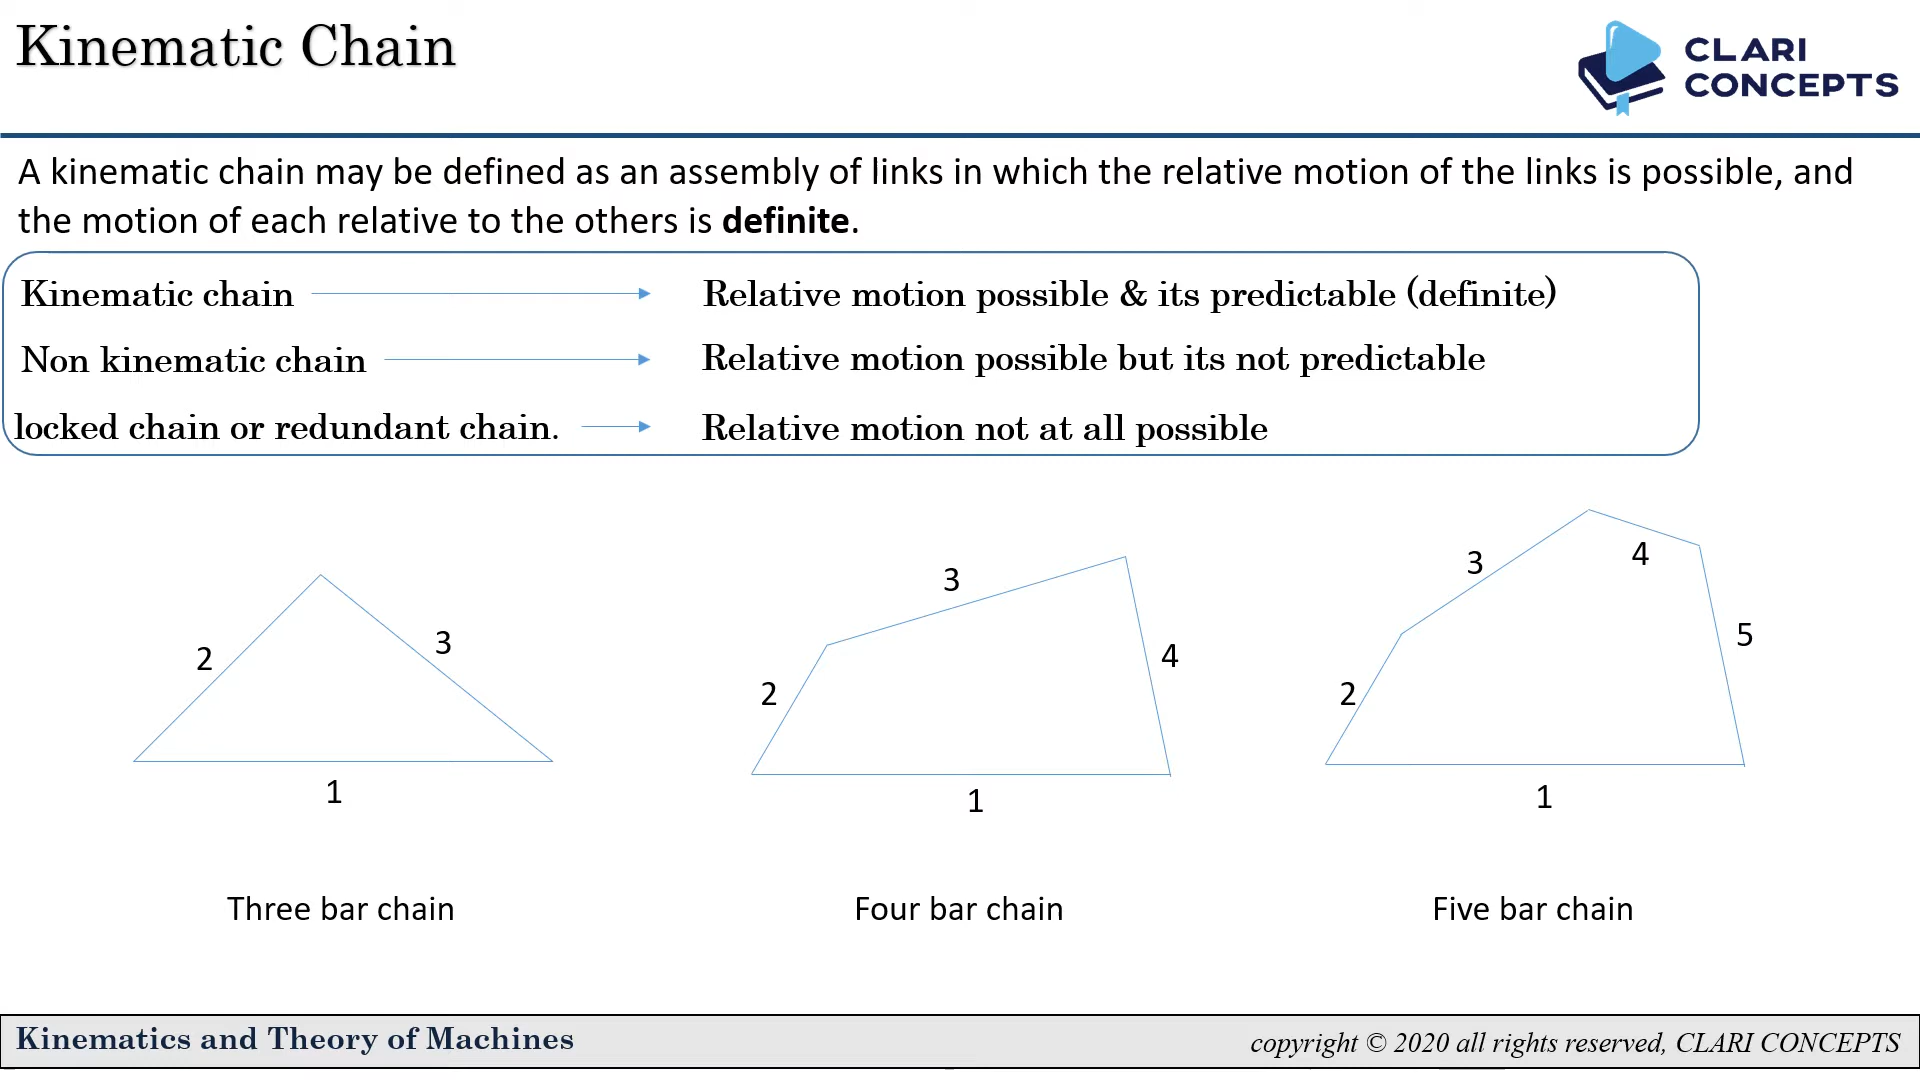 Kinematic Chain
CLARI
CONCEPTS
A kinematic chain may be defined as an assembly of links in which the relative motion of the links is possible, and
the motion of each relative to the others is definite.
Kinematic chain Relative motion possible & its predictable (definite)
Non kinematic chain Relative motion possible but its not predictable
locked chain or redundant chain. Relative motion not at all possible
2
3
1
Three bar chain
3
2
4
1
Four bar chain
3
4
5
2
1
Five bar chain
Kinematics and Theory of Machines
copyright © 2020 all rights reserved, CLARI CONCEPTS